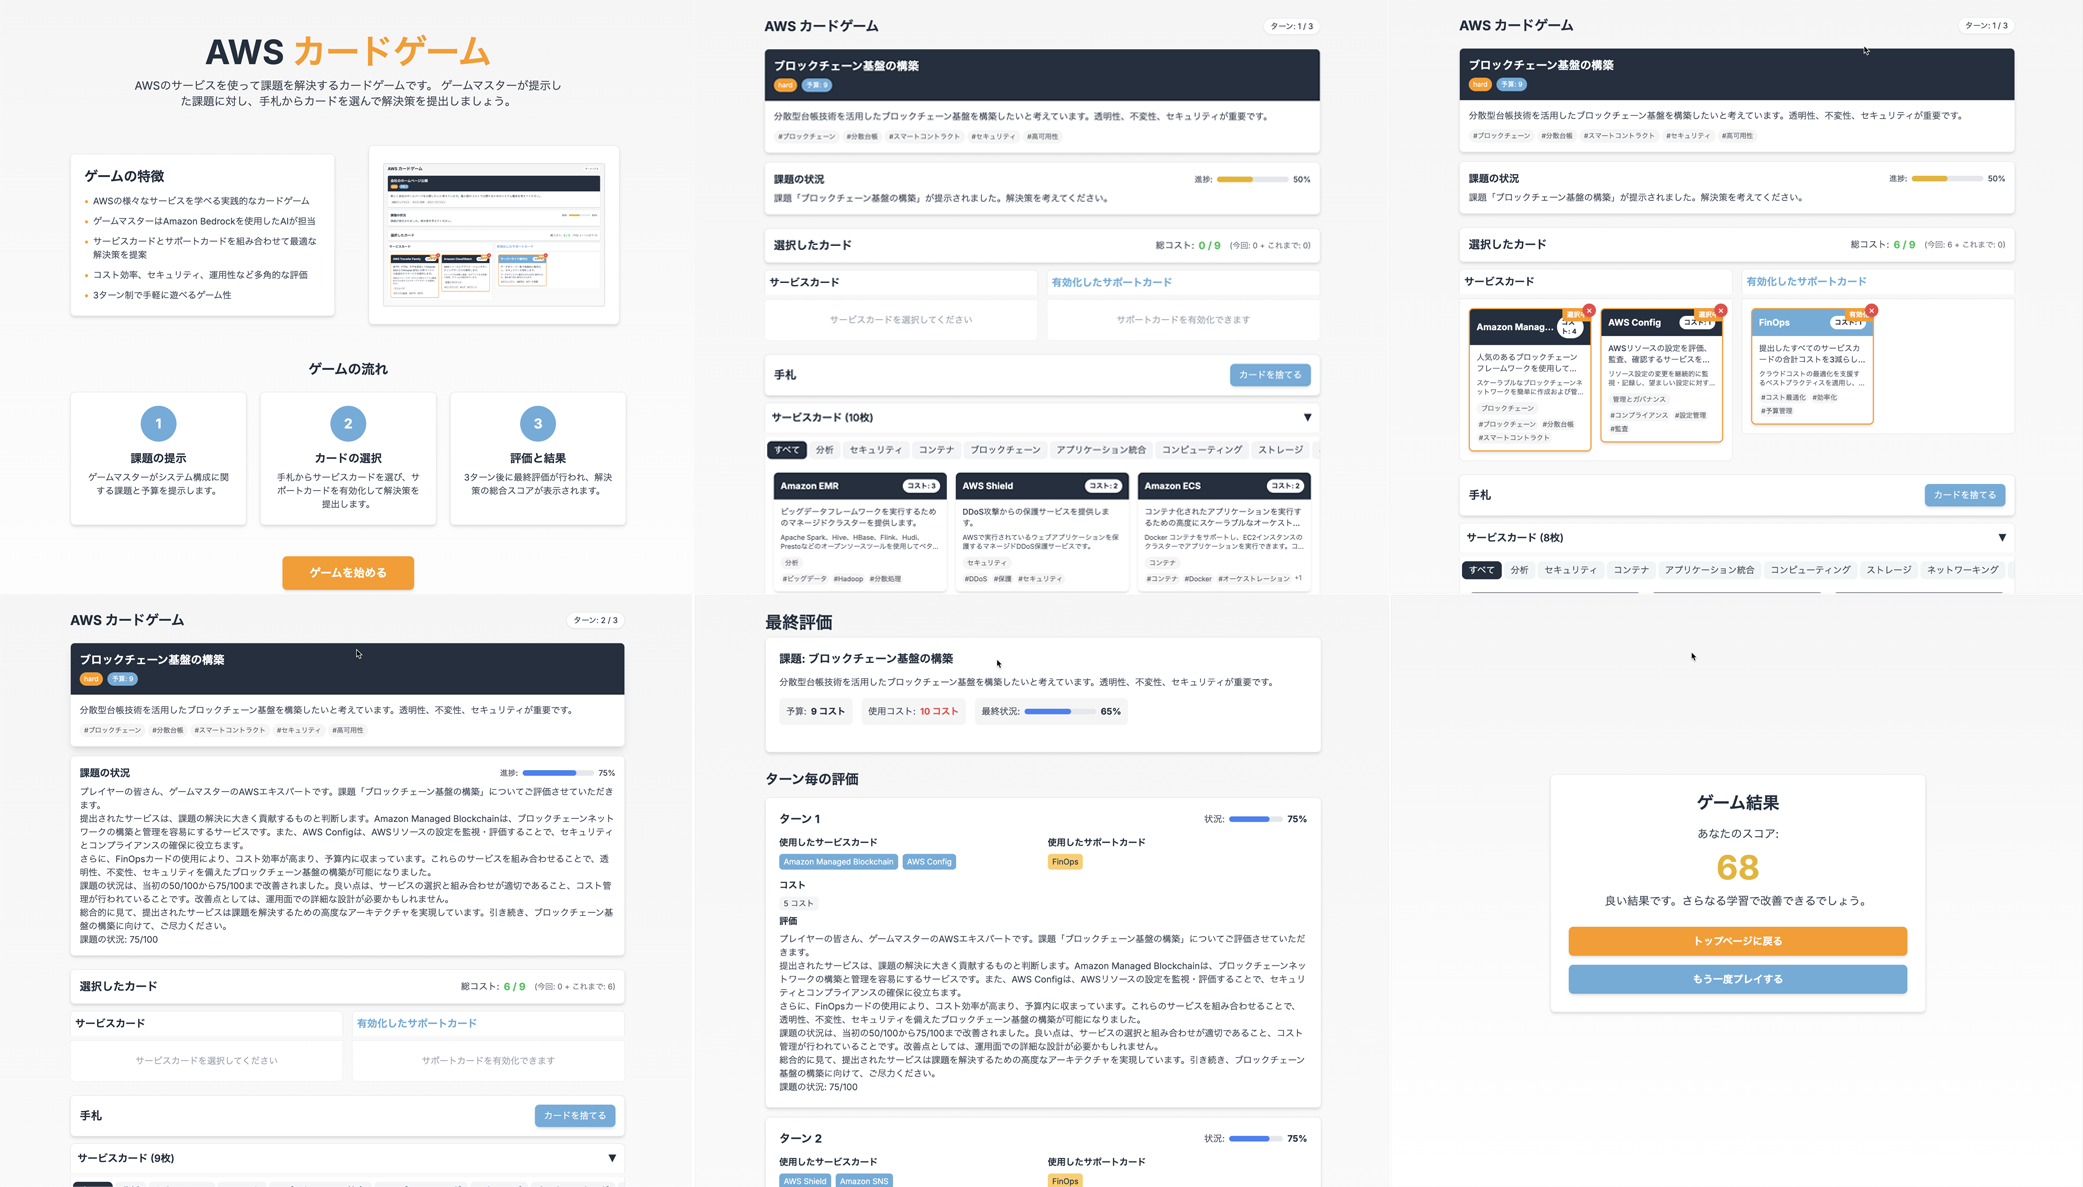 AWS カードゲーム
AWSのサービスを使って課題を解決するカードゲームです。 ゲームマスターが提示し
た課題に対し、手札からカードを選んで解決策を提出しましょう。
ゲームの特徴
• AWSの様々なサービスを学べる実践的なカードゲーム
• ゲームマスターはAmazon Bedrockを使用したAIが担当
• サービスカードとサポートカードを組み合わせて最適な
解決策を提案
• コスト効率、セキュリティ、運用性など多角的な評価
• 3ターン制で手軽に遊べるゲーム性
AWS カードゲーム
ゲームの流れ
1
課題の提示
ゲームマスターがシステム構成に関
する課題と予算を提示します。
2
カードの選択
手札からサービスカードを選び、サ
ポートカードを有効化して解決策を
提出します。
3
評価と結果
3ターン後に最終評価が行われ、解決
策の総合スコアが表示されます。
ゲームを始める
AWS カードゲーム
ターン: 1 / 3
ブロックチェーン基盤の構築
hard 予算: 9
分散型台帳技術を活用したブロックチェーン基盤を構築したいと考えています。透明性、不変性、セキュリティが重要です。
#ブロックチェーン #分散台帳 #スマートコントラクト #セキュリティ #高可用性
課題の状況
進捗: 50%
課題「ブロックチェーン基盤の構築」が提示されました。解決策を考えてください。
選択したカード
総コスト: 0 / 9 (今回: 0 + これまで: 0)
サービスカード
有効化したサポートカード
サービスカードを選択してください
サポートカードを有効化できます
手札
カードを捨てる
サービスカード (10枚) ▼
すべて 分析 セキュリティ コンテナ ブロックチェーン アプリケーション統合 コンピューティング ストレージ
Amazon EMR コスト: 3
ビッグデータフレームワークを実行するため
のマネージドクラスターを提供します。
Apache Spark、Hive、HBase、Flink、Hudi、
Prestoなどのオープンソースツールを使用してペタ...
分析
#ビッグデータ #Hadoop #分散処理
AWS Shield コスト: 2
DDoS攻撃からの保護サービスを提供しま
す。
AWSで実行されているウェブアプリケーションを保
護するマネージドDDoS保護サービスです。
セキュリティ
#DDoS #保護 #セキュリティ
Amazon ECS コスト: 2
コンテナ化されたアプリケーションを実行す
るための高度にスケーラブルなオーケスト...
Docker コンテナをサポートし、EC2インスタンスの
クラスターでアプリケーションを実行できます。コ...
コンテナ
#コンテナ #Docker #オーケストレーション +1
AWS カードゲーム
ターン: 1 / 3
ブロックチェーン基盤の構築
hard 予算: 9
分散型台帳技術を活用したブロックチェーン基盤を構築したいと考えています。透明性、不変性、セキュリティが重要です。
#ブロックチェーン #分散台帳 #スマートコントラクト #セキュリティ #高可用性
課題の状況
進捗: 50%
課題「ブロックチェーン基盤の構築」が提示されました。解決策を考えてください。
選択したカード
総コスト: 6 / 9 (今回: 6 + これまで: 0)
サービスカード
有効化したサポートカード
Amazon Manag... コスト: 4
人気のあるブロックチェーン
フレームワークを使用して...
スケーラブルなブロックチェーンネ
ットワークを簡単に作成および管...
ブロックチェーン
#ブロックチェーン #分散台帳
#スマートコントラクト
AWS Config コスト: 1
AWSリソースの設定を評価、
監査、確認するサービスを...
リソース設定の変更を継続的に監
視・記録し、望ましい設定に対す...
管理とガバナンス
#コンプライアンス #設定管理
#監査
FinOps コスト: 1
提出したすべてのサービスカ
ードの合計コストを3減らし...
クラウドコストの最適化を支援す
るベストプラクティスを適用し、...
#コスト最適化 #効率化
#予算管理
手札
カードを捨てる
サービスカード (8枚) ▼
すべて 分析 セキュリティ コンテナ アプリケーション統合 コンピューティング ストレージ ネットワーキング
AWS カードゲーム
ターン: 2 / 3
ブロックチェーン基盤の構築
hard 予算: 9
分散型台帳技術を活用したブロックチェーン基盤を構築したいと考えています。透明性、不変性、セキュリティが重要です。
#ブロックチェーン #分散台帳 #スマートコントラクト #セキュリティ #高可用性
課題の状況
進捗: 75%
プレイヤーの皆さん、ゲームマスターのAWSエキスパートです。課題「ブロックチェーン基盤の構築」についてご評価させていただき
ます。
提出されたサービスは、課題の解決に大きく貢献するものと判断します。Amazon Managed Blockchainは、ブロックチェーンネット
ワークの構築と管理を容易にするサービスです。また、AWS Configは、AWSリソースの設定を監視・評価することで、セキュリティ
とコンプライアンスの確保に役立ちます。
さらに、FinOpsカードの使用により、コスト効率が高まり、予算内に収まっています。これらのサービスを組み合わせることで、透
明性、不変性、セキュリティを備えたブロックチェーン基盤の構築が可能になりました。
課題の状況は、当初の50/100から75/100まで改善されました。良い点は、サービスの選択と組み合わせが適切であること、コスト管
理が行われていることです。改善点としては、運用面での詳細な設計が必要かもしれません。
総合的に見て、提出されたサービスは課題を解決するための高度なアーキテクチャを実現しています。引き続き、ブロックチェーン基
盤の構築に向けて、ご尽力ください。
課題の状況: 75/100
選択したカード
総コスト: 6 / 9 (今回: 0 + これまで: 6)
サービスカード
有効化したサポートカード
サービスカードを選択してください
サポートカードを有効化できます
手札
カードを捨てる
サービスカード (9枚) ▼
最終評価
課題: ブロックチェーン基盤の構築
分散型台帳技術を活用したブロックチェーン基盤を構築したいと考えています。透明性、不変性、セキュリティが重要です。
予算: 9 コスト 使用コスト: 10 コスト 最終状況: 65%
ターン毎の評価
ターン 1
状況: 75%
使用したサービスカード
使用したサポートカード
Amazon Managed Blockchain AWS Config
FinOps
コスト
5 コスト
評価
プレイヤーの皆さん、ゲームマスターのAWSエキスパートです。課題「ブロックチェーン基盤の構築」についてご評価させていただ
きます。
提出されたサービスは、課題の解決に大きく貢献するものと判断します。Amazon Managed Blockchainは、ブロックチェーンネッ
トワークの構築と管理を容易にするサービスです。また、AWS Configは、AWSリソースの設定を監視・評価することで、セキュリ
ティとコンプライアンスの確保に役立ちます。
さらに、FinOpsカードの使用により、コスト効率が高まり、予算内に収まっています。これらのサービスを組み合わせることで、
透明性、不変性、セキュリティを備えたブロックチェーン基盤の構築が可能になりました。
課題の状況は、当初の50/100から75/100まで改善されました。良い点は、サービスの選択と組み合わせが適切であること、コスト
管理が行われていることです。改善点としては、運用面での詳細な設計が必要かもしれません。
総合的に見て、提出されたサービスは課題を解決するための高度なアーキテクチャを実現しています。引き続き、ブロックチェーン
基盤の構築に向けて、ご尽力ください。
課題の状況: 75/100
ターン 2
状況: 75%
使用したサービスカード
使用したサポートカード
AWS Shield Amazon SNS
FinOps
ゲーム結果
あなたのスコア:
68
良い結果です。さらなる学習で改善できるでしょう。
トップページに戻る
もう一度プレイする